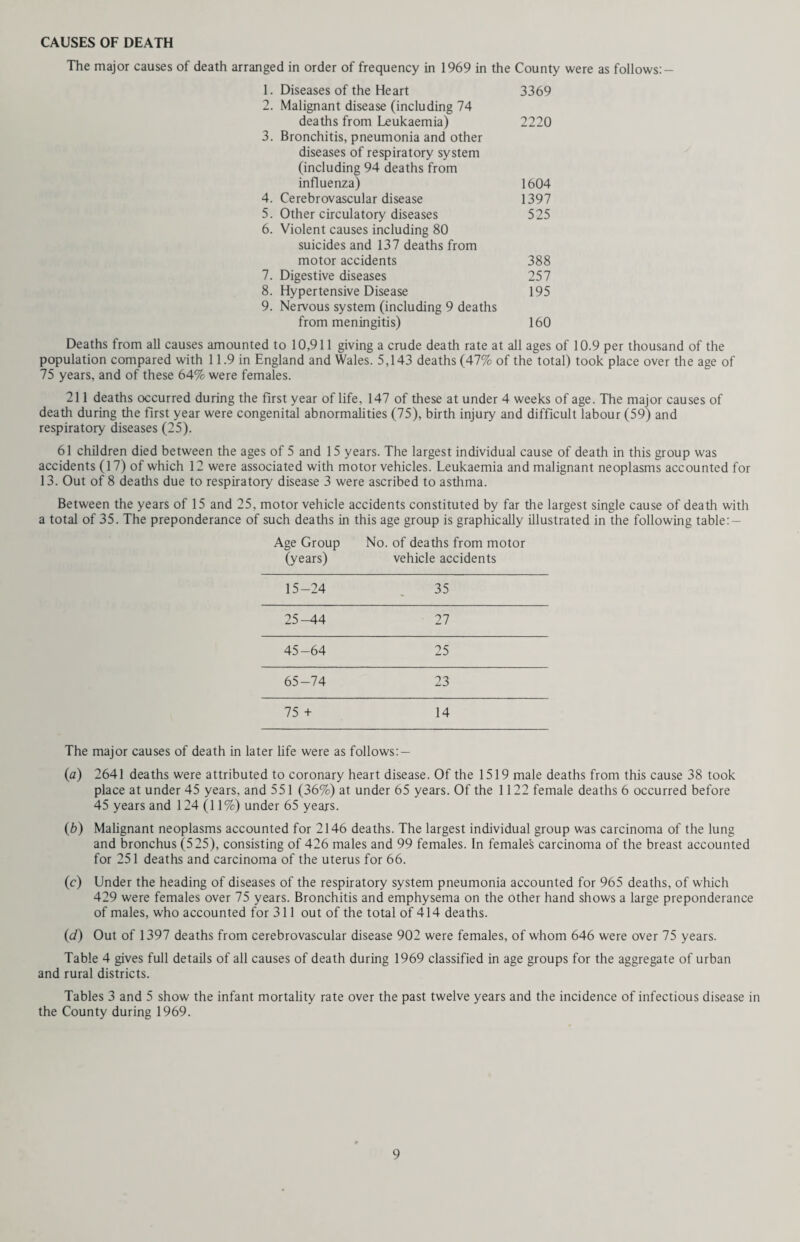 CAUSES OF DEATH
The major causes of death arranged in order of frequency in 1969 in the County were as follows:—
1. Diseases of the Heart 3369
2. Malignant disease (including 74
deaths from Leukaemia) 2220
3. Bronchitis, pneumonia and other
diseases of respiratory system
(including 94 deaths from
influenza) 1604
4. Cerebrovascular disease 1397
5. Other circulatory diseases 525
6. Violent causes including 80
suicides and 137 deaths from
motor accidents 388
7. Digestive diseases 257
8. Hypertensive Disease 195
9. Nervous system (including 9 deaths
from meningitis) 160
Deaths from all causes amounted to 10,911 giving a crude death rate at all ages of 10.9 per thousand of the
population compared with 11.9 in England and Wales. 5,143 deaths (47% of the total) took place over the age of
75 years, and of these 64% were females.
211 deaths occurred during the first year of life, 147 of these at under 4 weeks of age. The major causes of
death during the first year were congenital abnormalities (75), birth injury and difficult labour (59) and
respiratory diseases (25).
61 children died between the ages of 5 and 15 years. The largest individual cause of death in this group was
accidents (17) of which 12 were associated with motor vehicles. Leukaemia and malignant neoplasms accounted for
13. Out of 8 deaths due to respiratory disease 3 were ascribed to asthma.
Between the years of 15 and 25, motor vehicle accidents constituted by far the largest single cause of death with
a total of 35. The preponderance of such deaths in this age group is graphically illustrated in the following table:—
Age Group No. of deaths from motor
(years) vehicle accidents
15-24 35
25-44 27
45-64 25
65-74 23
75 + 14
The major causes of death in later life were as follows:—
(a) 2641 deaths were attributed to coronary heart disease. Of the 1519 male deaths from this cause 38 took
place at under 45 years, and 551 (36%) at under 65 years. Of the 1122 female deaths 6 occurred before
45 years and 124 (11%) under 65 years.
(b) Malignant neoplasms accounted for 2146 deaths. The largest individual group was carcinoma of the lung
and bronchus (525), consisting of 426 males and 99 females. In female's carcinoma of the breast accounted
for 251 deaths and carcinoma of the uterus for 66.
(c) Under the heading of diseases of the respiratory system pneumonia accounted for 965 deaths, of which
429 were females over 75 years. Bronchitis and emphysema on the other hand shows a large preponderance
of males, who accounted for 311 out of the total of 414 deaths.
(d) Out of 1397 deaths from cerebrovascular disease 902 were females, of whom 646 were over 75 years.
Table 4 gives full details of all causes of death during 1969 classified in age groups for the aggregate of urban
and rural districts.
Tables 3 and 5 show the infant mortality rate over the past twelve years and the incidence of infectious disease in
the County during 1969.
9